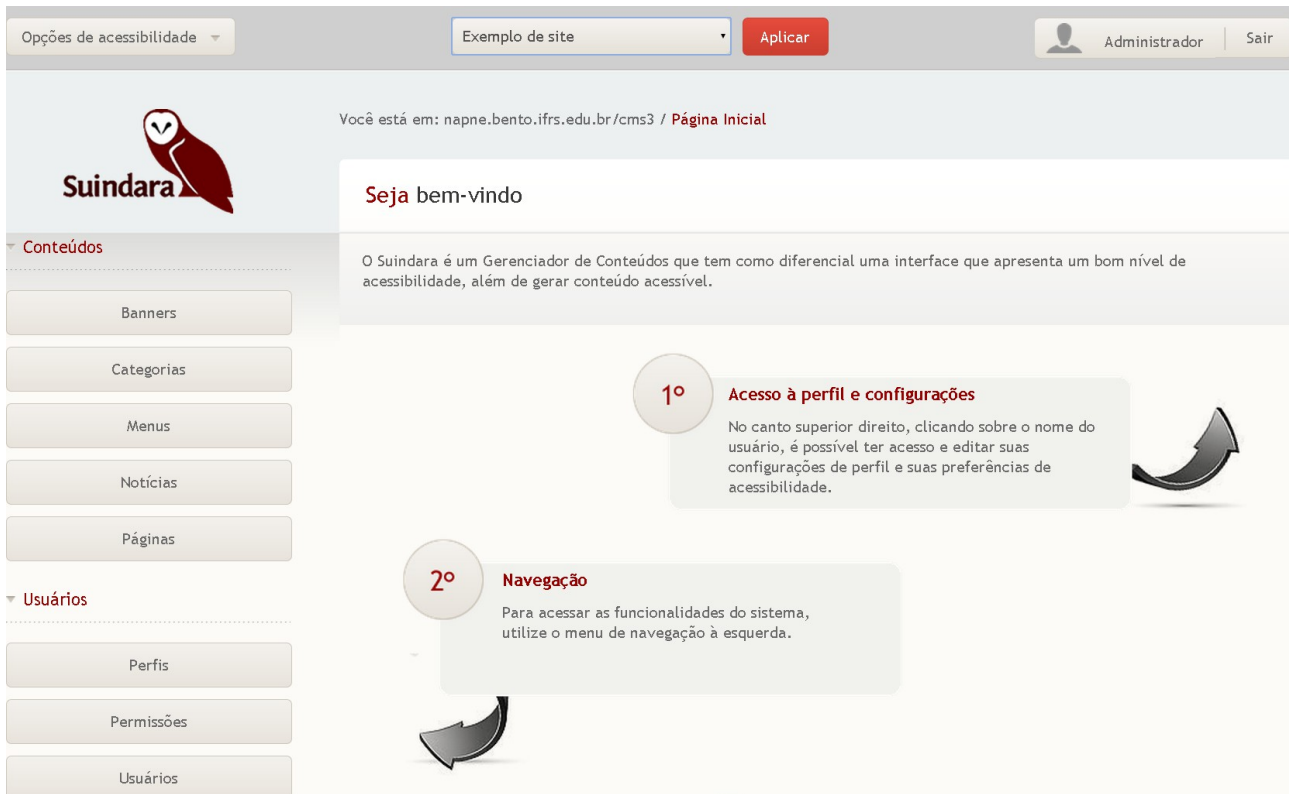 Opções de acessibilidade
Exemplo de site
Aplicar
Administrador
Sair
Suindara
Você está em: napne.bento.ifrs.edu.br/cms3 / Página Inicial
Seja bem-vindo
O Suindara é um Gerenciador de Conteúdos que tem como diferencial uma interface que apresenta um bom nível de
acessibilidade, além de gerar conteúdo acessível.
Conteúdos
Banners
Categorias
Menus
Notícias
Páginas
Usuários
Perfis
Permissões
Usuários
1º
Acesso à perfil e configurações
No canto superior direito, clicando sobre o nome do
usuário, é possível ter acesso e editar suas
configurações de perfil e suas preferências de
acessibilidade.
2º
Navegação
Para acessar as funcionalidades do sistema,
utilize o menu de navegação à esquerda.